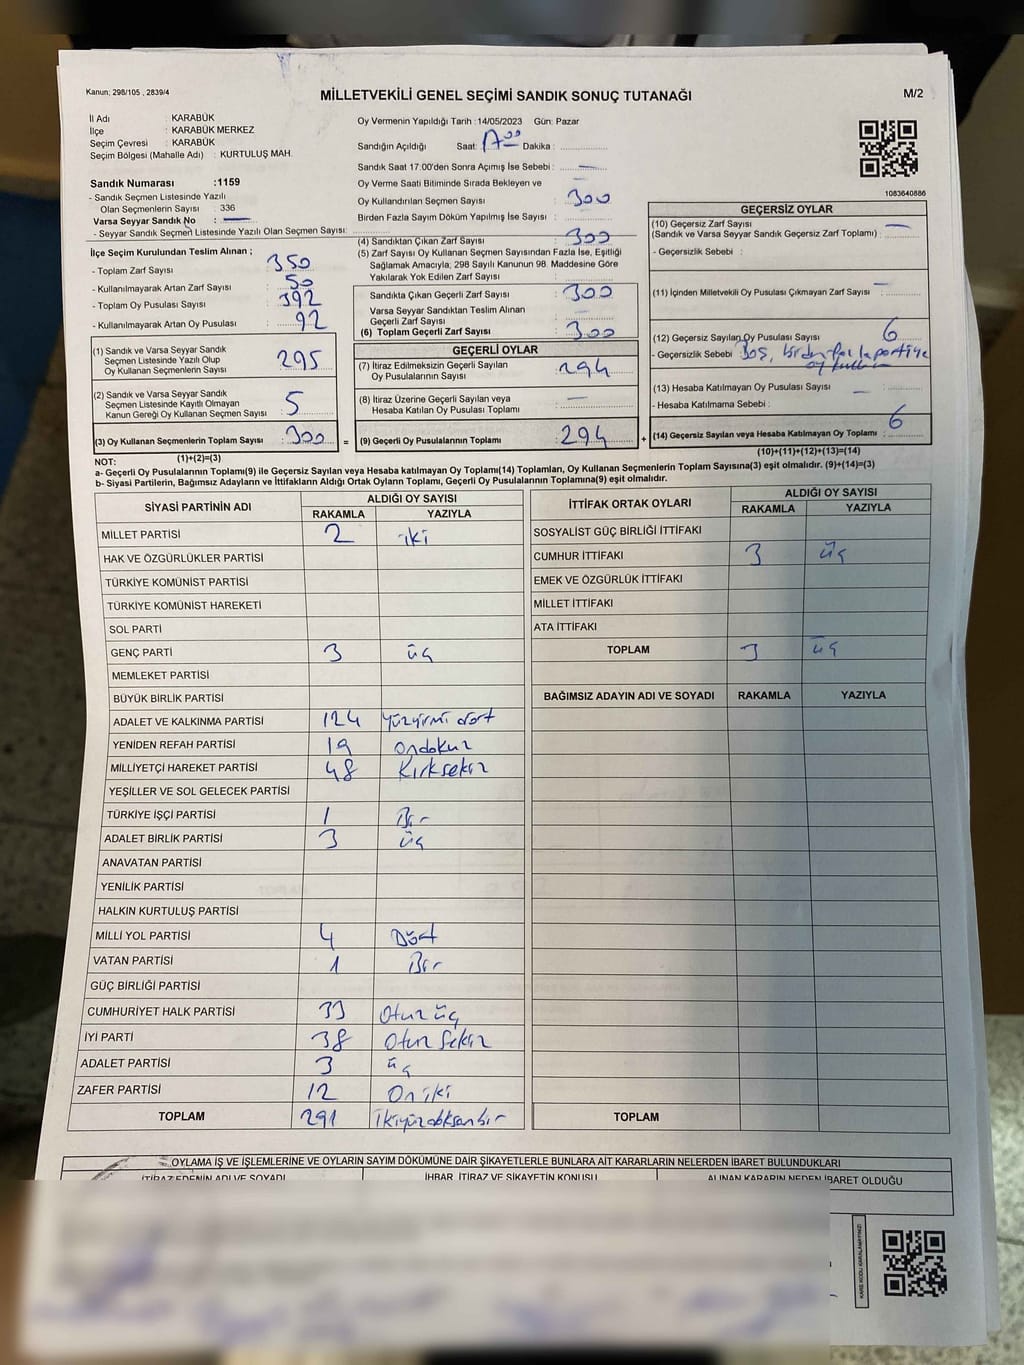 Kanun; 298/105 , 2839/4
MİLLETVEKİLİ GENEL SEÇİMİ SANDIK SONUÇ TUTANAĞI
M/2
İl Adı : KARABÜK
İlçe : KARABÜK MERKEZ
Seçim Çevresi : KARABÜK
Seçim Bölgesi (Mahalle Adı) : KURTULUŞ MAH.
Sandık Numarası :1159
- Sandık Seçmen Listesinde Yazılı
Olan Seçmenlerin Sayısı : 336
Varsa Seyyar Sandık No : —
- Seyyar Sandık Seçmen Listesinde Yazılı Olan Seçmen Sayısı:
İlçe Seçim Kurulundan Teslim Alınan ;
- Toplam Zarf Sayısı : 350
- Kullanılmayarak Artan Zarf Sayısı : 50
- Toplam Oy Pusulası Sayısı : 392
- Kullanılmayarak Artan Oy Pusulası : 92
(1) Sandık ve Varsa Seyyar Sandık
Seçmen Listesinde Yazılı Olup
Oy Kullanan Seçmenlerin Sayısı : 295
(2) Sandık ve Varsa Seyyar Sandık
Seçmen Listesinde Kayıtlı Olmayan
Kanun Gereği Oy Kullanan Seçmen Sayısı : 5
(3) Oy Kullanan Seçmenlerin Toplam Sayısı : 300 =
(1)+(2)=(3)
Oy Vermenin Yapıldığı Tarih :14/05/2023 Gün: Pazar
Sandığın Açıldığı Saat: Dakika :
Sandık Saat 17:00'den Sonra Açımış İse Sebebi : —
Oy Verme Saati Bitiminde Sırada Bekleyen ve —
Oy Kullandırılan Seçmen Sayısı : 300
Birden Fazla Sayım Döküm Yapılmış İse Sayısı : —
(4) Sandıktan Çıkan Zarf Sayısı : 300
(5) Zarf Sayısı Oy Kullanan Seçmen Sayısından Fazla İse, Eşitliği
Sağlamak Amacıyla, 298 Sayılı Kanunun 98. Maddesine Göre
Yakılarak Yok Edilen Zarf Sayısı : —
Sandıkta Çıkan Geçerli Zarf Sayısı : 300
Varsa Seyyar Sandıktan Teslim Alınan
Geçerli Zarf Sayısı : —
(6) Toplam Geçerli Zarf Sayısı : 300
GEÇERLİ OYLAR
(7) İtiraz Edilmeksizin Geçerli Sayılan
Oy Pusulalarının Sayısı : 294
(8) İtiraz Üzerine Geçerli Sayılan veya
Hesaba Katılan Oy Pusulası Toplamı : —
(9) Geçerli Oy Pusulalarının Toplamı : 294 +
1083640886
GEÇERSİZ OYLAR
(10) Geçersiz Zarf Sayısı —
(Sandık ve Varsa Seyyar Sandık Geçersiz Zarf Toplamı) :
- Geçersizlik Sebebi :
(11) İçinden Milletvekili Oy Pusulası Çıkmayan Zarf Sayısı : —
(12) Geçersiz Sayılan Oy Pusulası Sayısı : 6
- Geçersizlik Sebebi : Boş, birden fazla partiye
oy
(13) Hesaba Katılmayan Oy Pusulası Sayısı : —
- Hesaba Katılmama Sebebi :
(14) Geçersiz Sayılan veya Hesaba Katılmayan Oy Toplamı : 6
(10)+(11)+(12)+(13)=(14)
NOT:
a- Geçerli Oy Pusulalarının Toplamı(9) ile Geçersiz Sayılan veya Hesaba katılmayan Oy Toplamı(14) Toplamları, Oy Kullanan Seçmenlerin Toplam Sayısına(3) eşit olmalıdır. (9)+(14)=(3)
b- Siyasi Partilerin, Bağımsız Adayların ve İttifakların Aldığı Ortak Oyların Toplamı, Geçerli Oy Pusulalarının Toplamına(9) eşit olmalıdır.
SİYASİ PARTİNİN ADI ALDIĞI OY SAYISI
RAKAMLA YAZIYLA
MİLLET PARTİSİ 2 iki
HAK VE ÖZGÜRLÜKLER PARTİSİ
TÜRKİYE KOMÜNİST PARTİSİ
TÜRKİYE KOMÜNİST HAREKETİ
SOL PARTİ
GENÇ PARTİ 3 üç
MEMLEKET PARTİSİ
BÜYÜK BİRLİK PARTİSİ
ADALET VE KALKINMA PARTİSİ 124 Yüzyirmi dört
YENİDEN REFAH PARTİSİ 19 ondokuz
MİLLİYETÇİ HAREKET PARTİSİ 48 Kırksekiz
YEŞİLLER VE SOL GELECEK PARTİSİ
TÜRKİYE İŞÇİ PARTİSİ 1 Bir
ADALET BİRLİK PARTİSİ 3 üç
ANAVATAN PARTİSİ
YENİLİK PARTİSİ
HALKIN KURTULUŞ PARTİSİ
MİLLİ YOL PARTİSİ 4 Dört
VATAN PARTİSİ 1 Bir
GÜÇ BİRLİĞİ PARTİSİ
CUMHURİYET HALK PARTİSİ 33 Otuz üç
İYİ PARTİ 38 Otuz Sekiz
ADALET PARTİSİ 3 üç
ZAFER PARTİSİ 12 On iki
TOPLAM 291 ikiyüzdoksanbir
İTTİFAK ORTAK OYLARI ALDIĞI OY SAYISI
RAKAMLA YAZIYLA
SOSYALİST GÜÇ BİRLİĞİ İTTİFAKI
CUMHUR İTTİFAKI 3 üç
EMEK VE ÖZGÜRLÜK İTTİFAKI
MİLLET İTTİFAKI
ATA İTTİFAKI
TOPLAM 3 üç
BAĞIMSIZ ADAYIN ADI VE SOYADI RAKAMLA YAZIYLA
TOPLAM
OYLAMA İŞ VE İŞLEMLERİNE VE OYLARIN SAYIM DÖKÜMÜNE DAİR ŞİKAYETLERLE BUNLARA AİT KARARLARIN NELERDEN İBARET BULUNDUKLARI
İTİRAZ EDENİN ADI VE SOYADI İHBAR, İTİRAZ VE ŞİKAYETİN KONUSU ALINAN KARARIN NEDEN İBARET OLDUĞU
KARE KODU KARALAMAYINIZ!